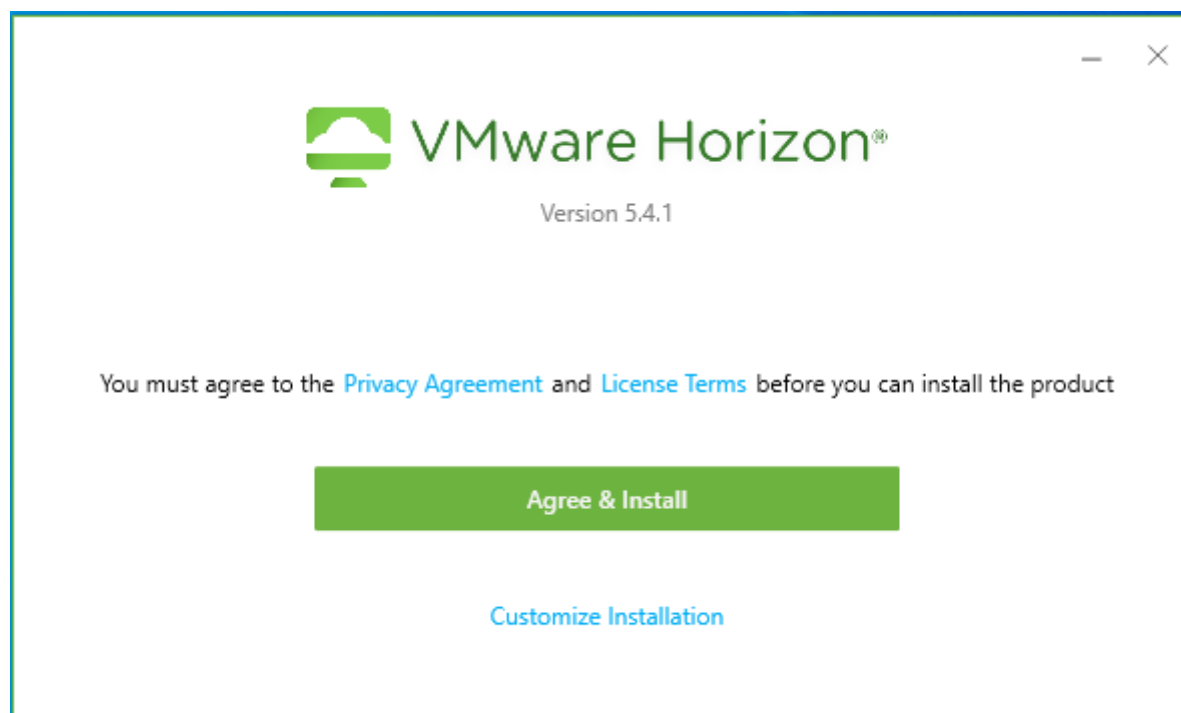 VMware Horizon®
Version 5.4.1
You must agree to the Privacy Agreement and License Terms before you can install the product
Agree & Install
Customize Installation